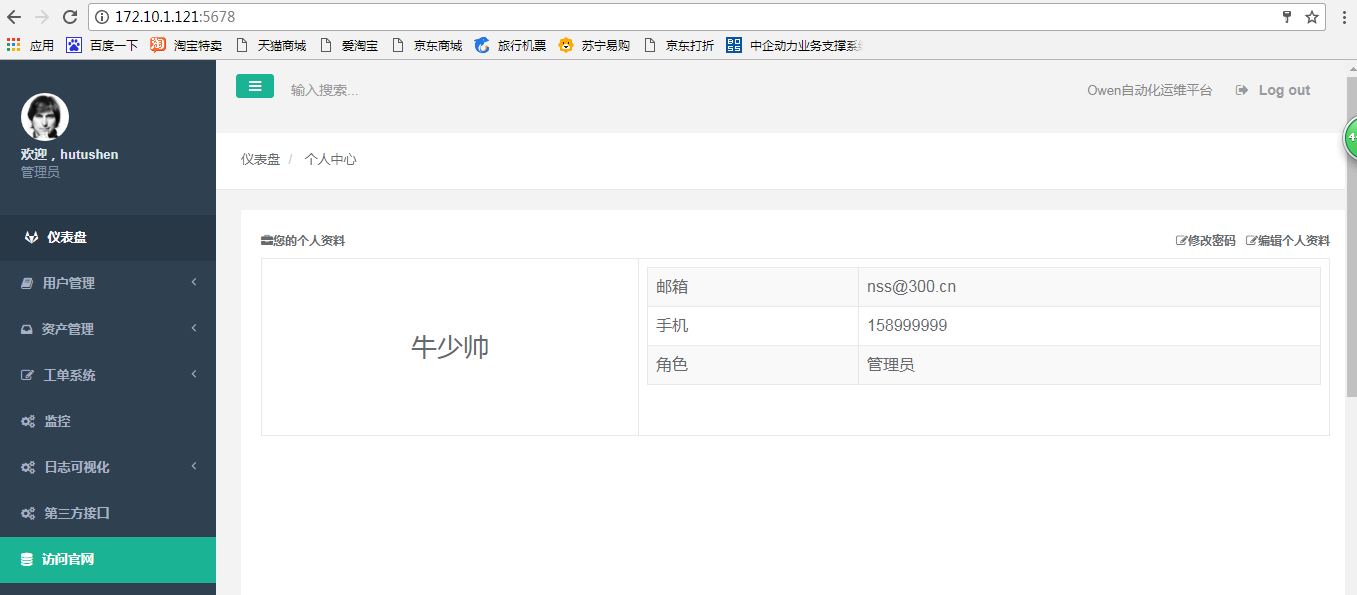 172.10.1.121:5678
应用 百度一下 淘 淘宝特卖 天猫商城 爱淘宝 京东商城 旅行机票 苏宁易购 京东打折 中企动力业务支撑系
输入搜索... Owen自动化运维平台 Log out
欢迎，hutushen
管理员
仪表盘 / 个人中心
仪表盘
您的个人资料 修改密码 编辑个人资料
用户管理
邮箱 nss@300.cn
资产管理
手机 158999999
牛少帅
角色 管理员
工单系统
监控
日志可视化
第三方接口
访问官网